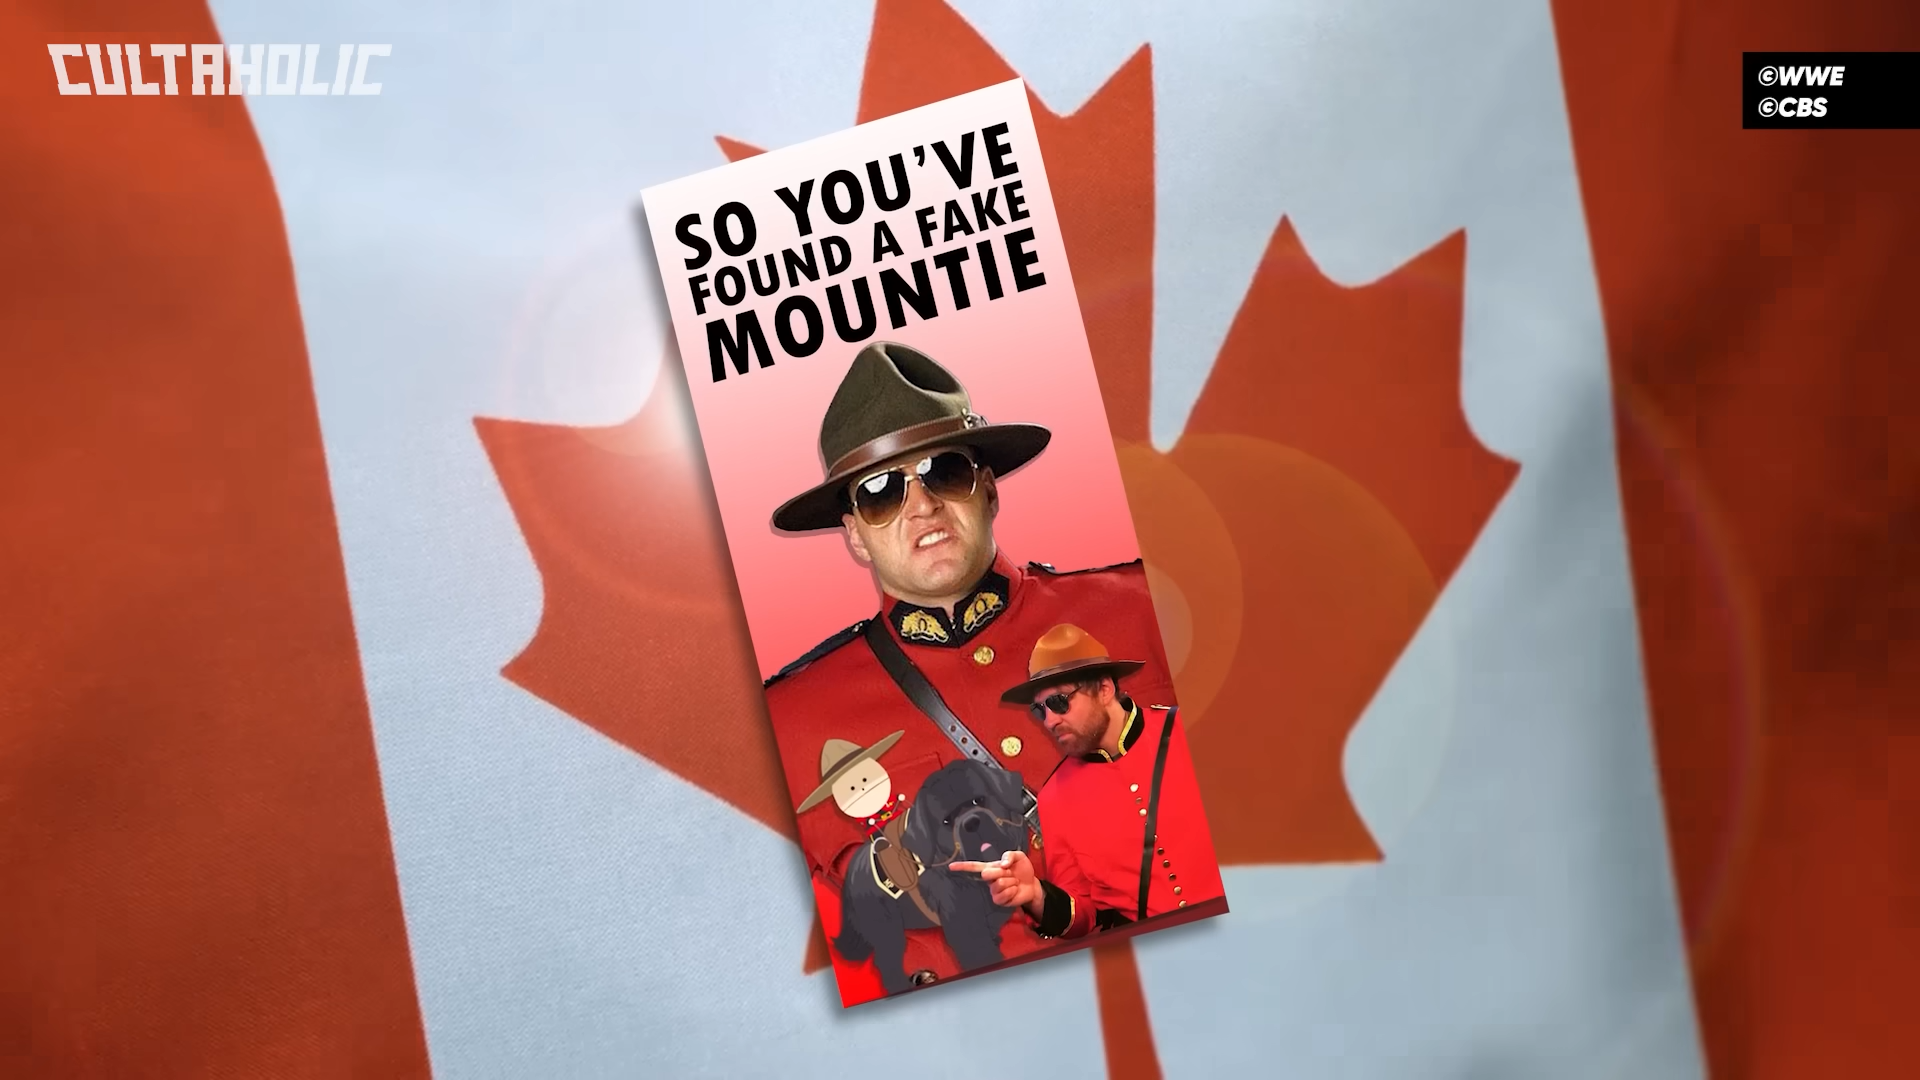 CULTAHOLIC
©WWE
©CBS
SO YOU'VE
FOUND A FAKE
MOUNTIE